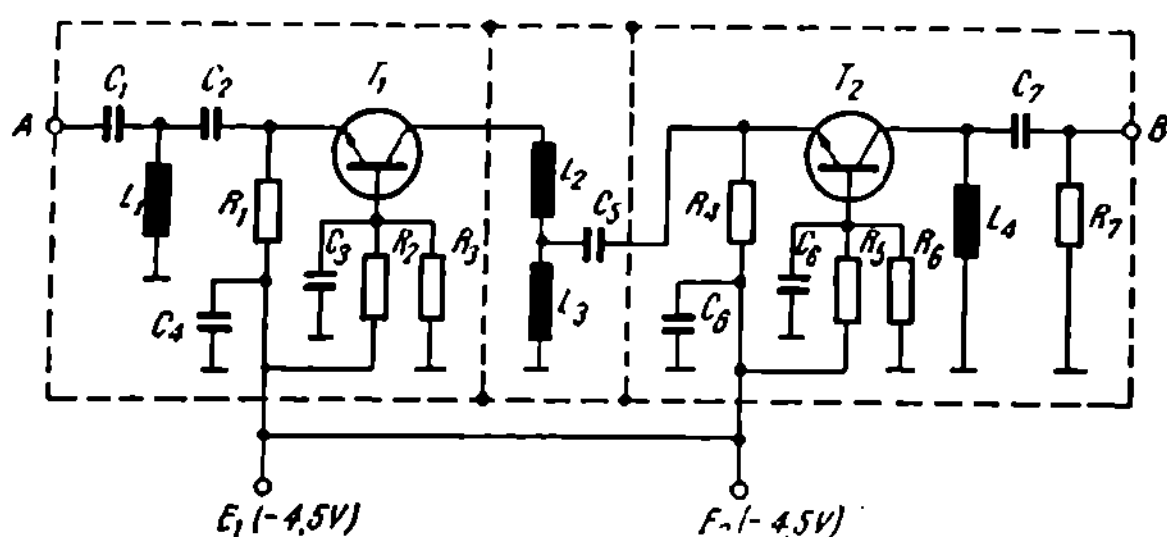 C₁ C₂ T₁ T₂ C₇
A B
L₁ R₁ L₂ C₅ R₄ L₄ R₇
C₃ R₂ R₃ C₆ R₅ R₆
C₄ L₃ C₆
E₁ (-4,5V) (-4,5V)